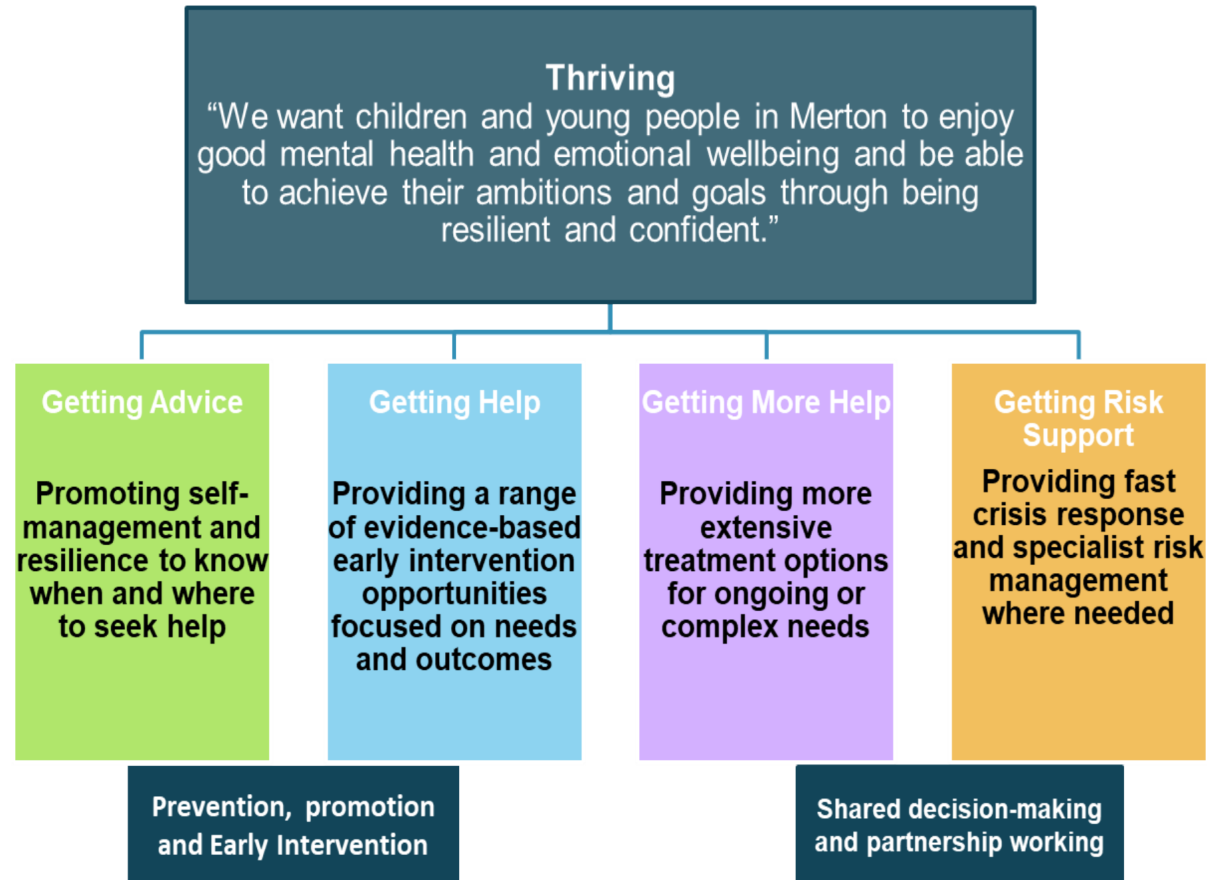 Thriving
“We want children and young people in Merton to enjoy
good mental health and emotional wellbeing and be able
to achieve their ambitions and goals through being
resilient and confident.”
Getting Advice
Promoting self-
management and
resilience to know
when and where
to seek help
Getting Help
Providing a range
of evidence-based
early intervention
opportunities
focused on needs
and outcomes
Getting More Help
Providing more
extensive
treatment options
for ongoing or
complex needs
Getting Risk
Support
Providing fast
crisis response
and specialist risk
management
where needed
Prevention, promotion
and Early Intervention
Shared decision-making
and partnership working